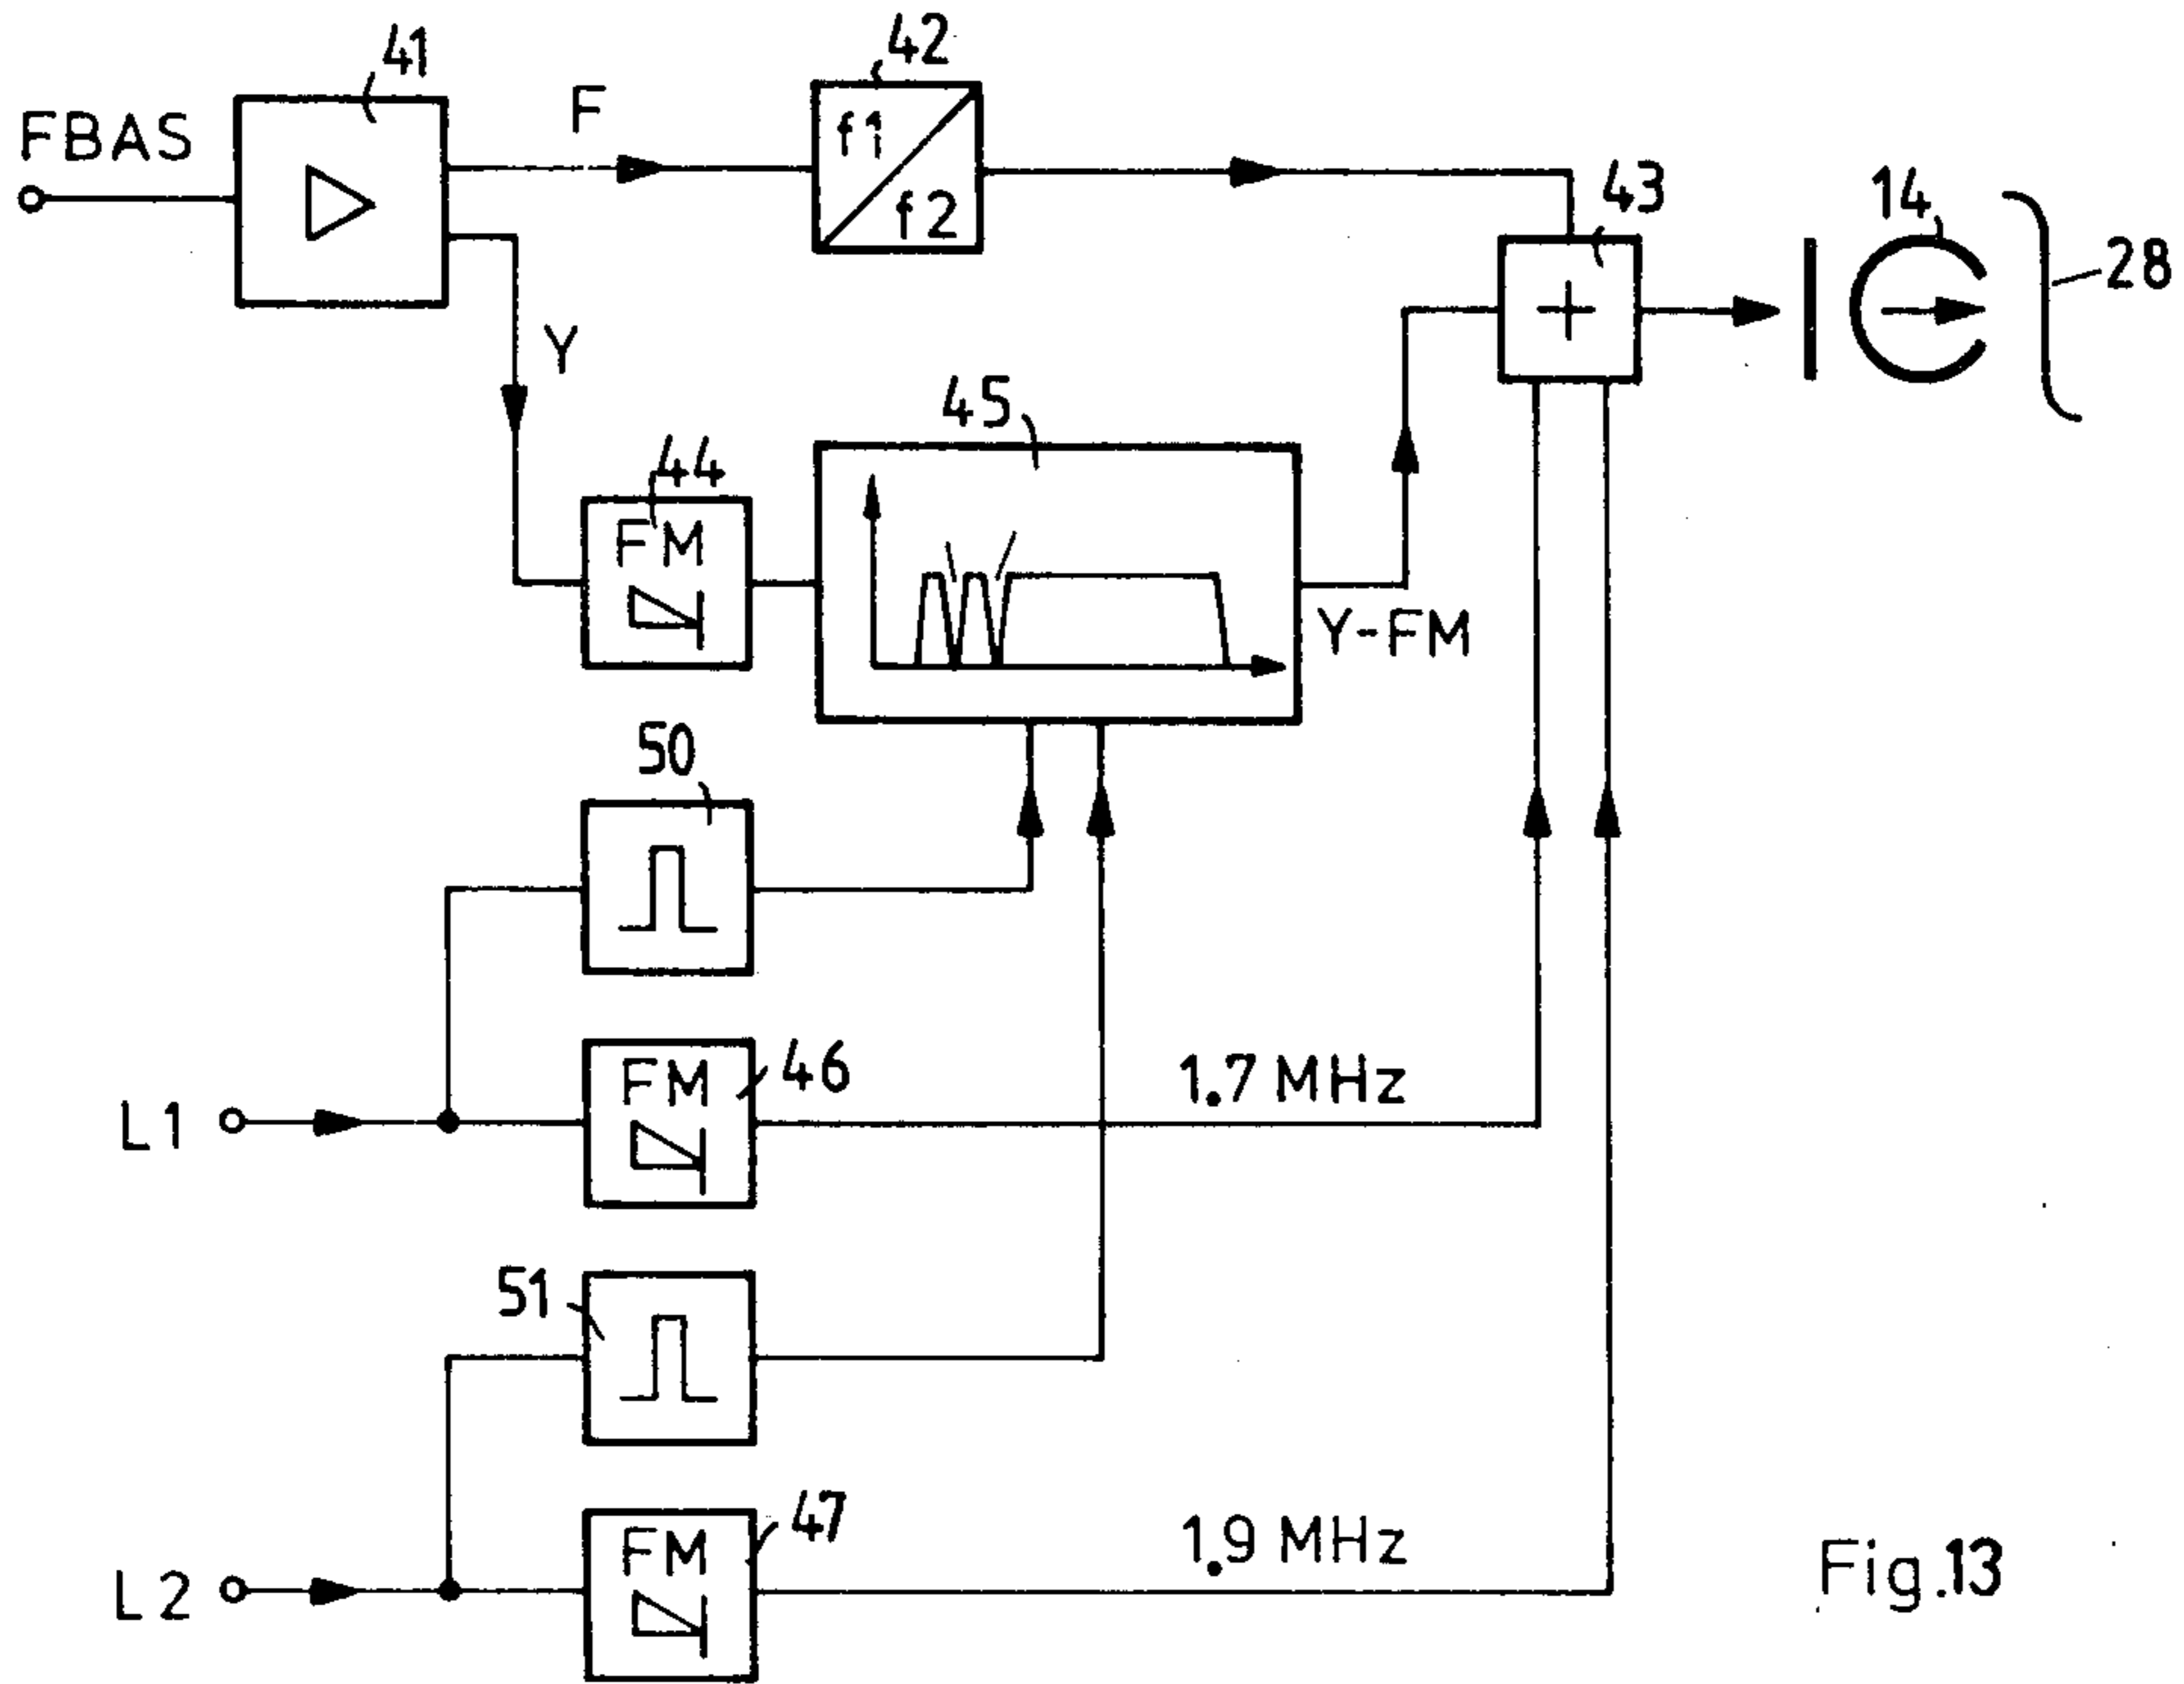 41
42
FBAS
F
f1
f2
43
14
28
Y
45
44
FM
Y-FM
50
FM
46
1.7 MHz
L1
51
47
FM
1.9 MHz
L2
Fig.13